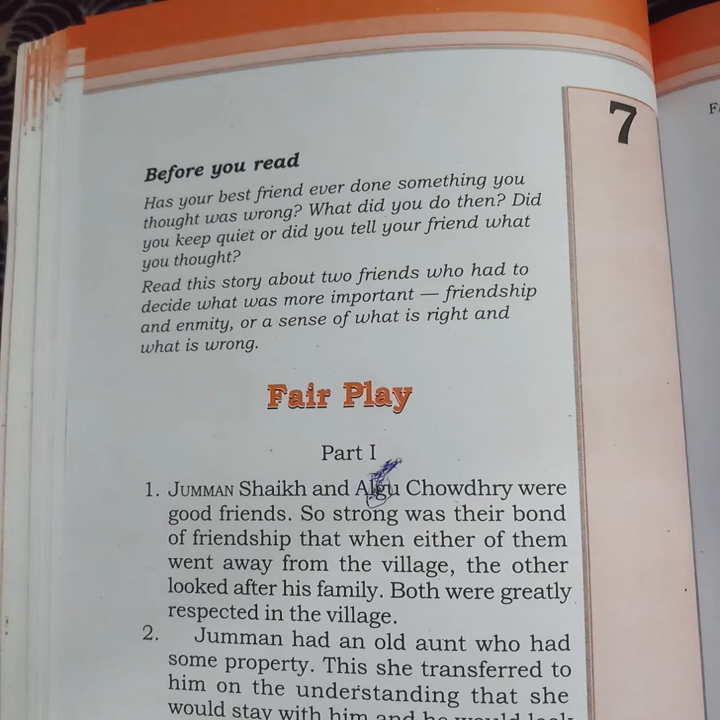 7
Before you read
Has your best friend ever done something you
thought was wrong? What did you do then? Did
you keep quiet or did you tell your friend what
you thought?
Read this story about two friends who had to
decide what was more important — friendship
and enmity, or a sense of what is right and
what is wrong.
Fair Play
Part I
1. JUMMAN Shaikh and Algu Chowdhry were
good friends. So strong was their bond
of friendship that when either of them
went away from the village, the other
looked after his family. Both were greatly
respected in the village.
2. Jumman had an old aunt who had
some property. This she transferred to
him on the understanding that she
would stay with him and he would look